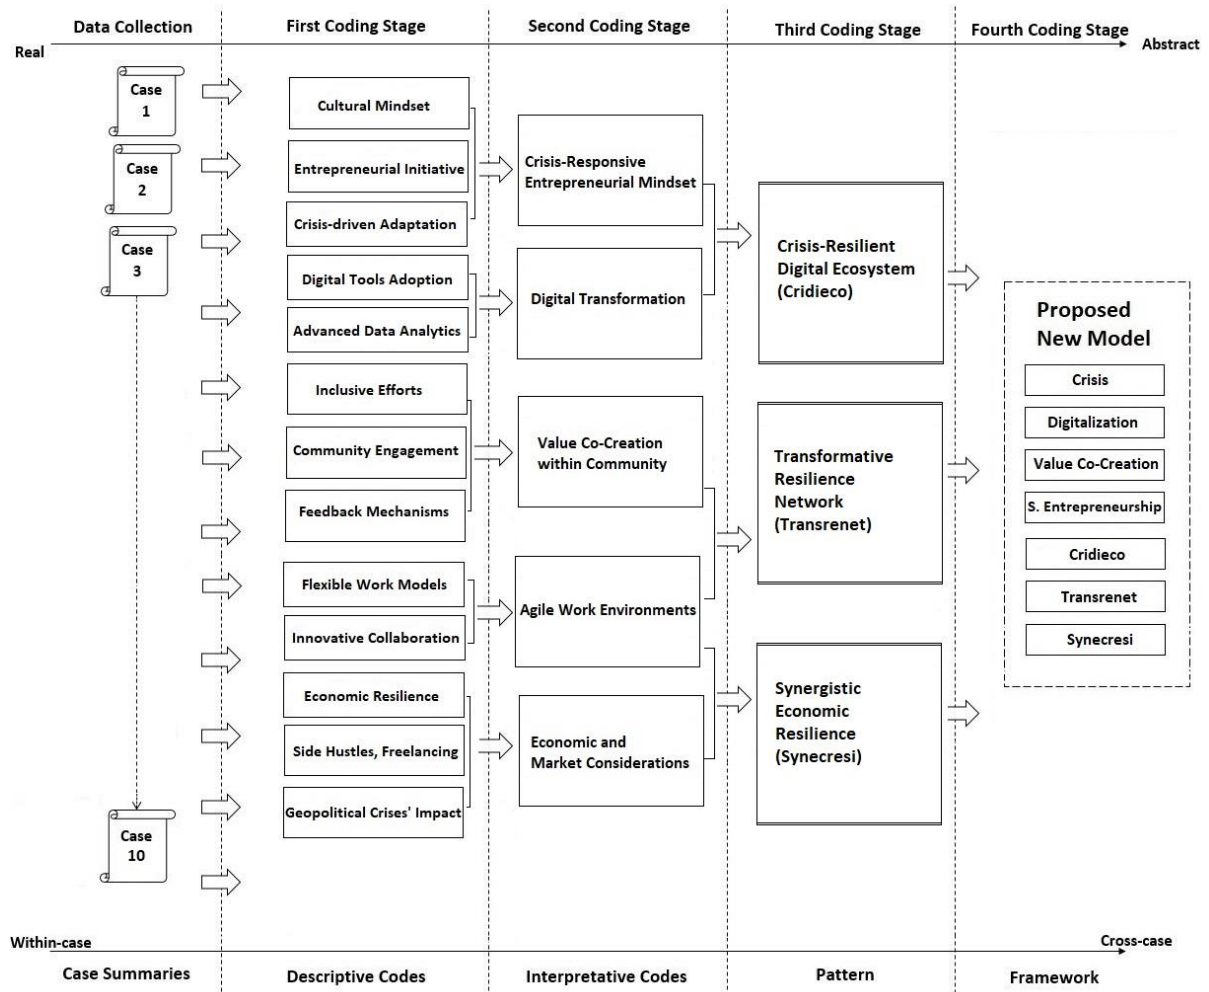 Data Collection
First Coding Stage
Second Coding Stage
Third Coding Stage
Fourth Coding Stage
Real
Abstract
Case
1
Case
2
Case
3
Case
10
Cultural Mindset
Entrepreneurial Initiative
Crisis-driven Adaptation
Digital Tools Adoption
Advanced Data Analytics
Inclusive Efforts
Community Engagement
Feedback Mechanisms
Flexible Work Models
Innovative Collaboration
Economic Resilience
Side Hustles, Freelancing
Geopolitical Crises' Impact
Crisis-Responsive
Entrepreneurial Mindset
Digital Transformation
Value Co-Creation
within Community
Agile Work Environments
Economic and
Market Considerations
Crisis-Resilient
Digital Ecosystem
(Cridieco)
Transformative
Resilience
Network
(Transrenet)
Synergistic
Economic
Resilience
(Synecresi)
Proposed
New Model
Crisis
Digitalization
Value Co-Creation
S. Entrepreneurship
Cridieco
Transrenet
Synecresi
Within-case
Cross-case
Case Summaries
Descriptive Codes
Interpretative Codes
Pattern
Framework